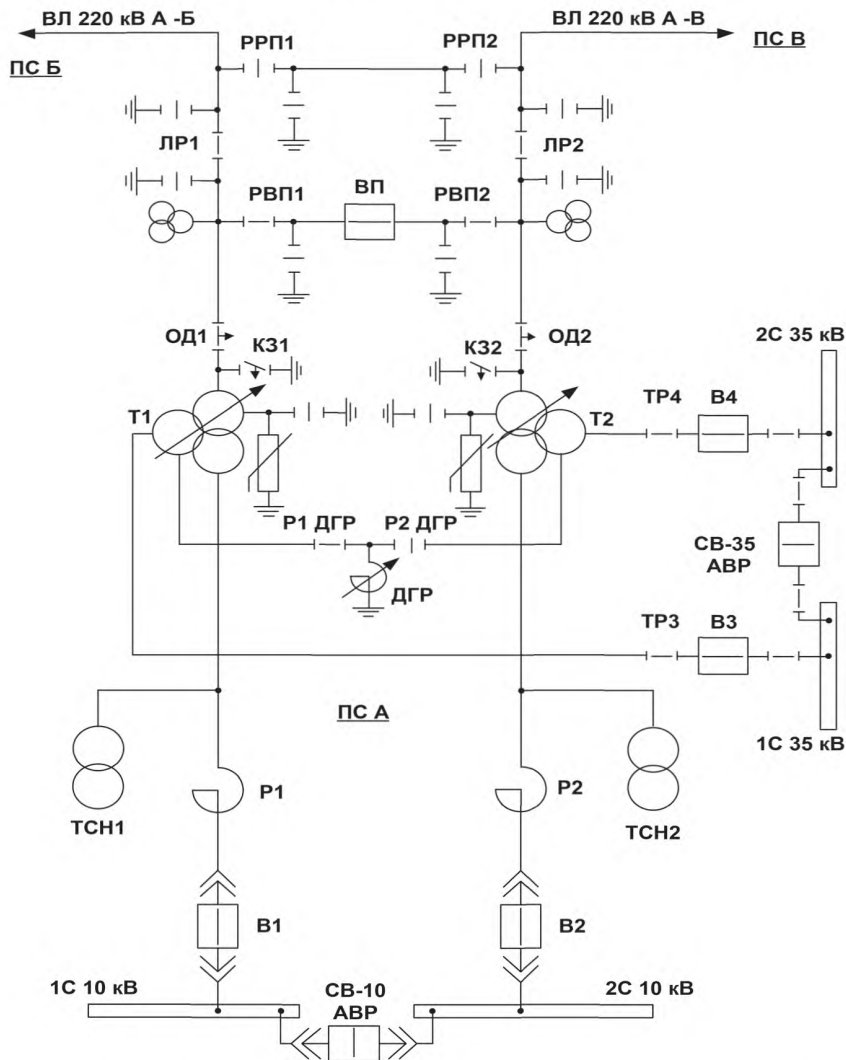 ВЛ 220 кВ А -Б
ВЛ 220 кВ А -В
ПС Б
РРП1
РРП2
ПС В
ЛР1
ЛР2
РВП1
ВП
РВП2
ОД1
КЗ1
КЗ2
ОД2
2С 35 кВ
Т1
Т2
ТР4
В4
Р1 ДГР
Р2 ДГР
СВ-35
АВР
ДГР
ТР3
В3
ПС А
1С 35 кВ
Р1
Р2
ТСН1
ТСН2
В1
В2
1С 10 кВ
СВ-10
АВР
2С 10 кВ